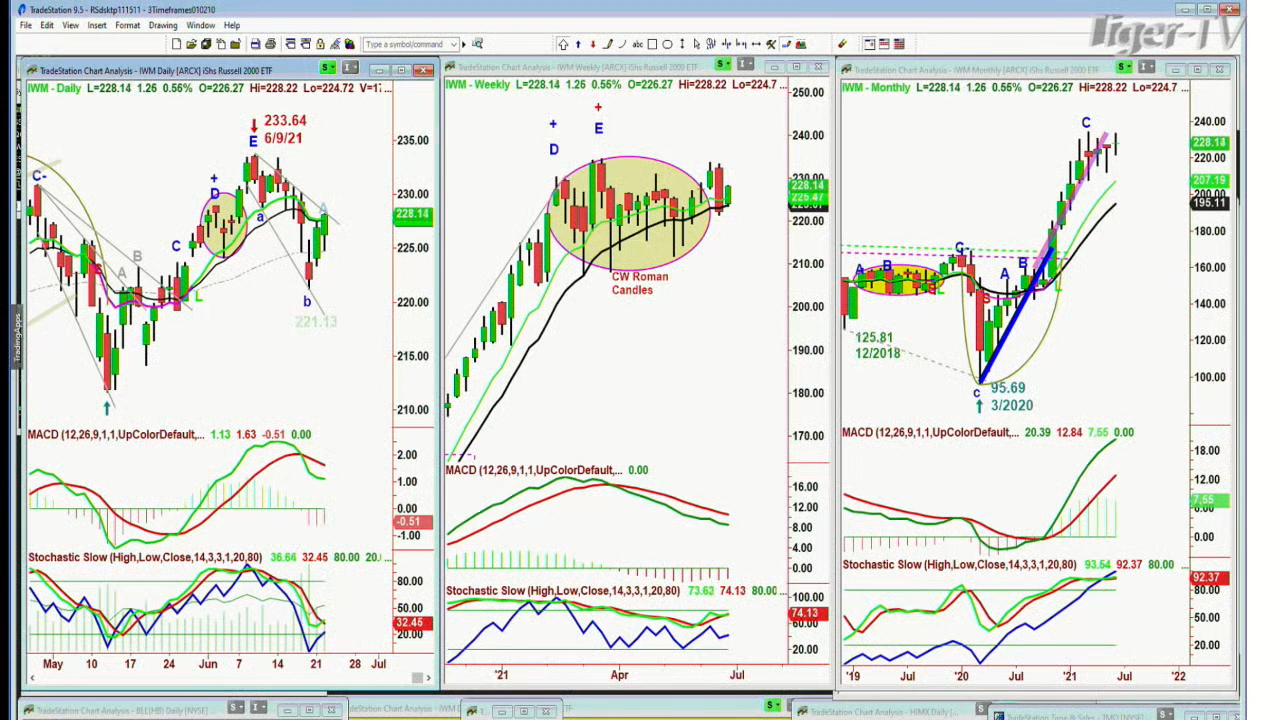 TradeStation 9.5 - RSdsktp111511 - 3Timeframes010210
File Edit View Insert Format Drawing Window Help
Tiger-TV
Type a symbol/command
TradeStation Chart Analysis - IWM Daily [ARCX] iShs Russell 2000 ETF
IWM - Daily L=228.14 1.26 0.56% O=226.27 Hi=228.22 Lo=224.72
233.64
6/9/21
E
C-
+
D
C
B
A
S
L
a
A
b
221.13
235.00
230.00
228.14
225.00
220.00
215.00
210.00
MACD (12,26,9,1,1,UpColorDefault,... 1.13 1.63 -0.51 0.00
2.00
1.00
0.00
-0.51
-1.00
Stochastic Slow (High,Low,Close,14,3,3,1,20,80) 36.64 32.45 80.00
80.00
50.00
32.45
20.00
May 10 17 24 Jun 7 14 21 28 Jul
TradingApps
TradeStation Chart Analysis - IWM Weekly [ARCX] iShs Russell 2000 ETF
IWM - Weekly L=228.14 1.26 0.56% O=226.27 Hi=228.22 Lo=224.7...
+
D
+
E
CW Roman
Candles
250.00
240.00
230.00
228.14
220.00
210.00
200.00
190.00
180.00
170.00
MACD (12,26,9,1,1,UpColorDefault,... 0.00
16.00
12.00
8.00
4.00
0.00
Stochastic Slow (High,Low,Close,14,3,3,1,20,80) 73.62 74.13 80.00...
100.00
74.13
60.00
20.00
'21 Apr Jul
TradeStation Chart Analysis - IWM Monthly [ARCX] iShs Russell 2000 ETF
IWM - Monthly L=228.14 1.26 0.56% O=226.27 Hi=228.22 Lo=224.7...
C
C-
A
B
L
S
A
B
L
125.81
12/2018
c
95.69
3/2020
240.00
228.14
220.00
207.19
195.11
180.00
160.00
140.00
120.00
100.00
MACD (12,26,9,1,1,UpColorDefault,... 20.39 12.84 7.55 0.00
18.00
12.00
7.55
0.00
Stochastic Slow (High,Low,Close,14,3,3,1,20,80) 93.54 92.37 80.00
92.37
80.00
50.00
20.00
'19 Jul '20 Jul '21 Jul '22
TradeStation Chart Analysis - HIMX Daily [